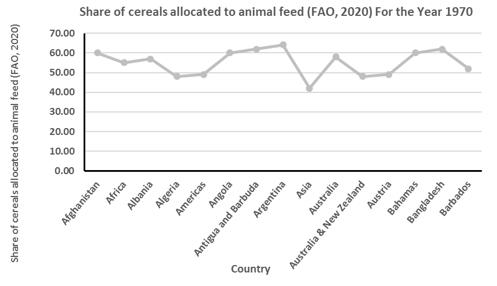 Share of cereals allocated to animal feed (FAO, 2020) For the Year 1970
Share of cereals allocated to animal feed (FAO, 2020)
70.00
60.00
50.00
40.00
30.00
20.00
10.00
0.00
Afghanistan
Africa
Albania
Algeria
Americas
Angola
Antigua and Barbuda
Argentina
Asia
Australia
Australia & New Zealand
Austria
Bahamas
Bangladesh
Barbados
Country